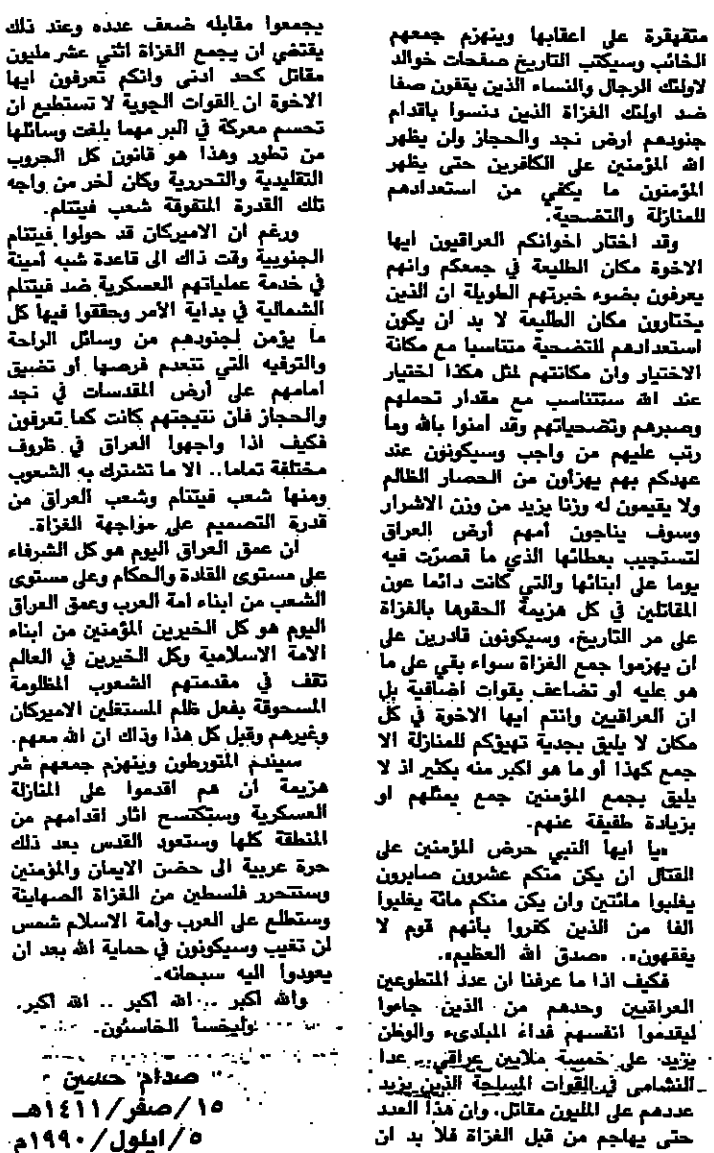 متقهقرة على اعقابها وينهزم جمعهم
الخائب وسيكتب التاريخ صفحات خوالد
لاولئك الرجال والنساء الذين يقفون صفا
ضد اولئك الغزاة الذين دنسوا باقدام
جنودهم ارض نجد والحجاز ولن يظهر
الله المؤمنين على الكافرين حتى يظهر
المؤمنون ما يكفي من استعدادهم
للمنازلة والتضحية.
وقد اختار اخوانكم العراقيون ايها
الاخوة مكان الطليعة في جمعكم وانهم
يعرفون بضوء خبرتهم الطويلة ان الذين
يختارون مكان الطليعة لا بد ان يكون
استعدادهم للتضحية متناسبا مع مكانة
الاختيار وان مكانتهم لمثل هكذا اختيار
عند الله ستتناسب مع مقدار تحملهم
وصبرهم وتضحياتهم وقد آمنوا بالله وما
رتب عليهم من واجب وسيكونون عند
عهدكم بهم يهزأون من الحصار الظالم
ولا يقيمون له وزنا يزيد من وزن الاشرار
وسوف يناجون أمهم أرض العراق
لتستجيب بعطائها الذي ما قصرت فيه
يوما على ابنائها والتي كانت دائما عون
المقاتلين في كل هزيمة الحقوها بالغزاة
على مر التاريخ، وسيكونون قادرين على
ان يهزموا جمع الغزاة سواء بقي على ما
هو عليه او تضاعف بقوات اضافية بل
ان العراقيين وانتم ايها الاخوة في كل
مكان لا يليق بجدية تهيؤكم للمنازلة الا
جمع كهذا أو ما هو اكبر منه بكثير اذ لا
يليق بجمع المؤمنين جمع يمثلهم او
بزيادة طفيفة عنهم.
«يا ايها النبي حرض المؤمنين على
القتال ان يكن منكم عشرون صابرون
يغلبوا مائتين وان يكن منكم مائة يغلبوا
الفا من الذين كفروا بأنهم قوم لا
يفقهون». «صدق الله العظيم».
فكيف اذا ما عرفنا ان عدد المتطوعين
العراقيين وحدهم من الذين جاءوا
ليقدموا انفسهم فداء المبادىء والوطن
يزيد على خمسة ملايين عراقي.. عدا
النشامى في القوات المسلحة الذين يزيد
عددهم على المليون مقاتل، وان هذا العدد
حتى يهاجم من قبل الغزاة فلا بد ان
يجمعوا مقابله ضعف عدده وعند ذلك
يقتضي ان يجمع الغزاة اثني عشر مليون
مقاتل كحد ادنى وانكم تعرفون ايها
الاخوة ان القوات الجوية لا تستطيع ان
تحسم معركة في البر مهما بلغت وسائلها
من تطور وهذا هو قانون كل الحروب
التقليدية والتحررية وكان آخر من واجه
تلك القدرة المتفوقة شعب فيتنام.
ورغم ان الاميركان قد حولوا فيتنام
الجنوبية وقت ذاك الى قاعدة شبه أمينة
في خدمة عملياتهم العسكرية ضد فيتنام
الشمالية في بداية الأمر وحققوا فيها كل
ما يؤمن لجنودهم من وسائل الراحة
والترفيه التي تنعدم فرصها أو تضيق
امامهم على أرض المقدسات في نجد
والحجاز فان نتيجتهم كانت كما تعرفون
فكيف اذا واجهوا العراق في ظروف
مختلفة تماما.. الا ما تشترك به الشعوب
ومنها شعب فيتنام وشعب العراق من
قدرة التصميم على مواجهة الغزاة.
ان عمق العراق اليوم هو كل الشرفاء
على مستوى القادة والحكام وعلى مستوى
الشعب من ابناء امة العرب وعمق العراق
اليوم هو كل الخيرين المؤمنين من ابناء
الامة الاسلامية وكل الخيرين في العالم
تقف في مقدمتهم الشعوب المظلومة
المسحوقة بفعل ظلم المستغلين الاميركان
وغيرهم وقبل كل هذا وذاك ان الله معهم.
سيندم المتورطون وينهزم جمعهم شر
هزيمة ان هم اقدموا على المنازلة
العسكرية وستكتسح اثار اقدامهم من
المنطقة كلها وستعود القدس بعد ذلك
حرة عربية الى حضن الايمان والمؤمنين
وستتحرر فلسطين من الغزاة الصهاينة
وستطلع على العرب وامة الاسلام شمس
لن تغيب وسيكونون في حماية الله بعد ان
يعودوا اليه سبحانه.
والله اكبر .. الله اكبر .. الله اكبر.
وليخسأ الخاسئون.
صدام حسين
١٥/صفر/١٤١١هـ
٥/ايلول/١٩٩٠م